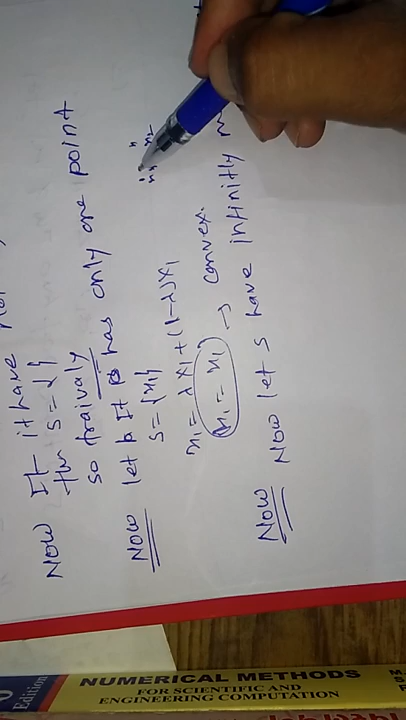 Now If it have
then S = { }
so traivaly
Now let It has only one point
S = {x1}
x1 = λx1 + (1-λ)x1
x1 = x1 → convex.
Now Now let S have infinitly
Edition
NUMERICAL METHODS
FOR SCIENTIFIC AND
ENGINEERING COMPUTATION